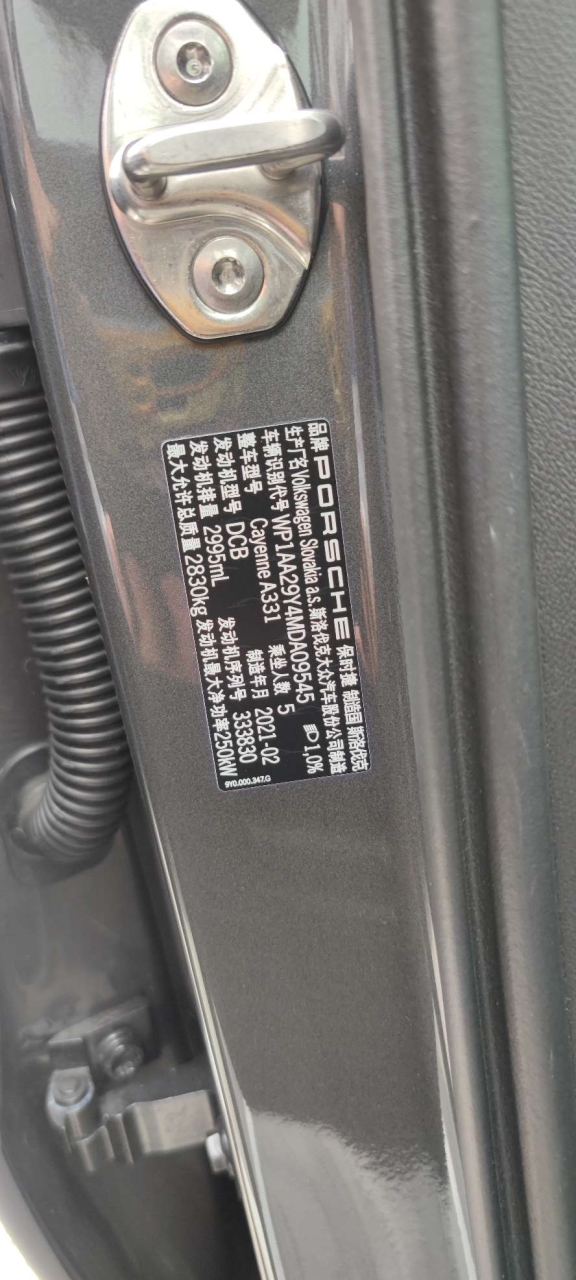 品牌 PORSCHE 保时捷 制造国 斯洛伐克
生产厂名 Volkswagen Slovakia a.s. 斯洛伐克大众汽车股份公司制造
车辆识别代号 WP1AA29Y4MDA09545 1,0%
整车型号 Cayenne A331 乘坐人数 5
发动机型号 DCB 制造年月 2021-02
发动机排量 2995mL 发动机序列号 333830
最大允许总质量 2830kg 发动机最大净功率 250kW
9Y0.000.347.G